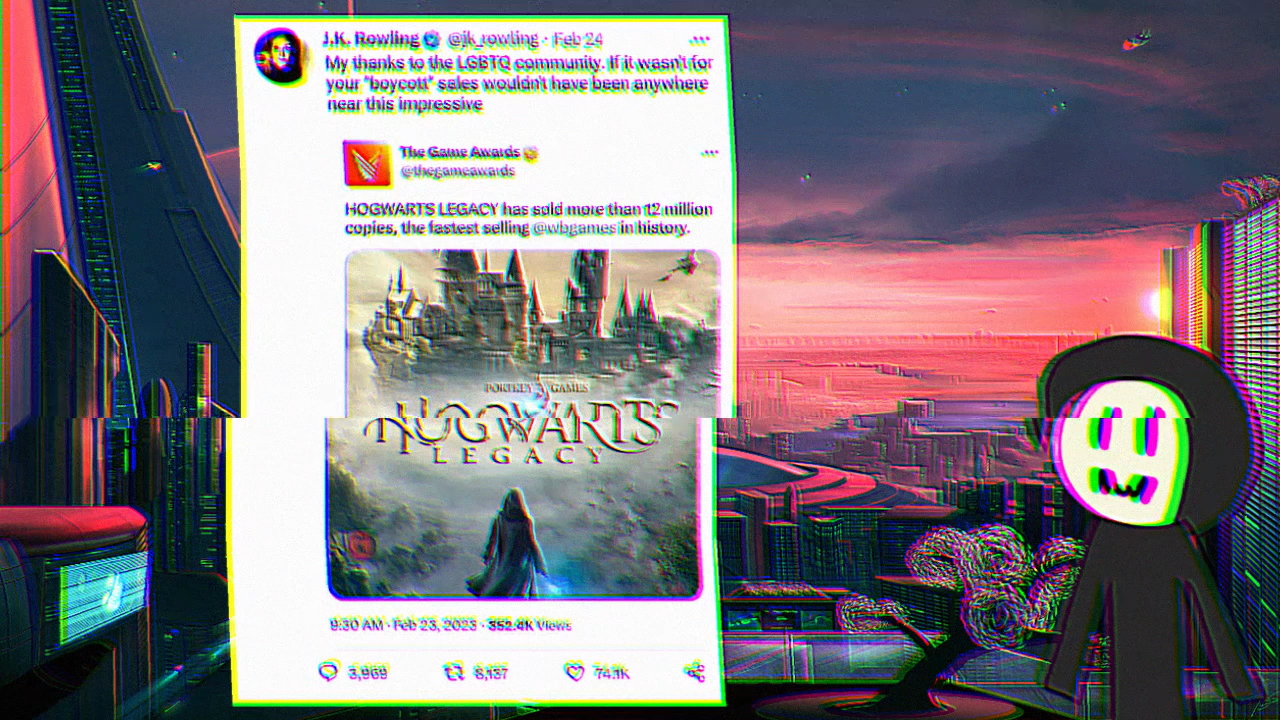 J.K. Rowling @jk_rowling · Feb 24
My thanks to the LGBTQ community. If it wasn't for
your "boycott" sales wouldn't have been anywhere
near this impressive
The Game Awards
@thegameawards
HOGWARTS LEGACY has sold more than 12 million
copies, the fastest selling @wbgames in history.
PORTKEY GAMES
HOGWARTS
LEGACY
9:30 AM · Feb 23, 2023 · 352.4K Views
3,969 8,137 74.1K